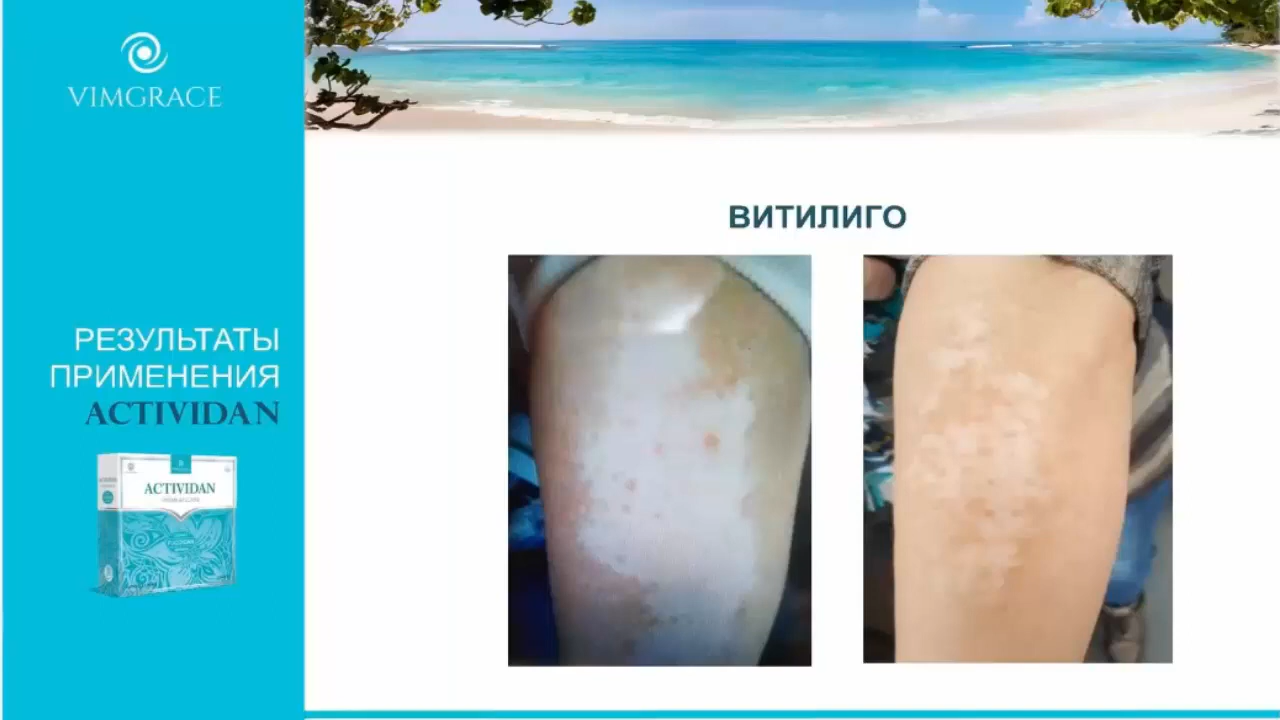 VIMGRACE
ВИТИЛИГО
РЕЗУЛЬТАТЫ
ПРИМЕНЕНИЯ
ACTIVIDAN
ACTIVIDAN